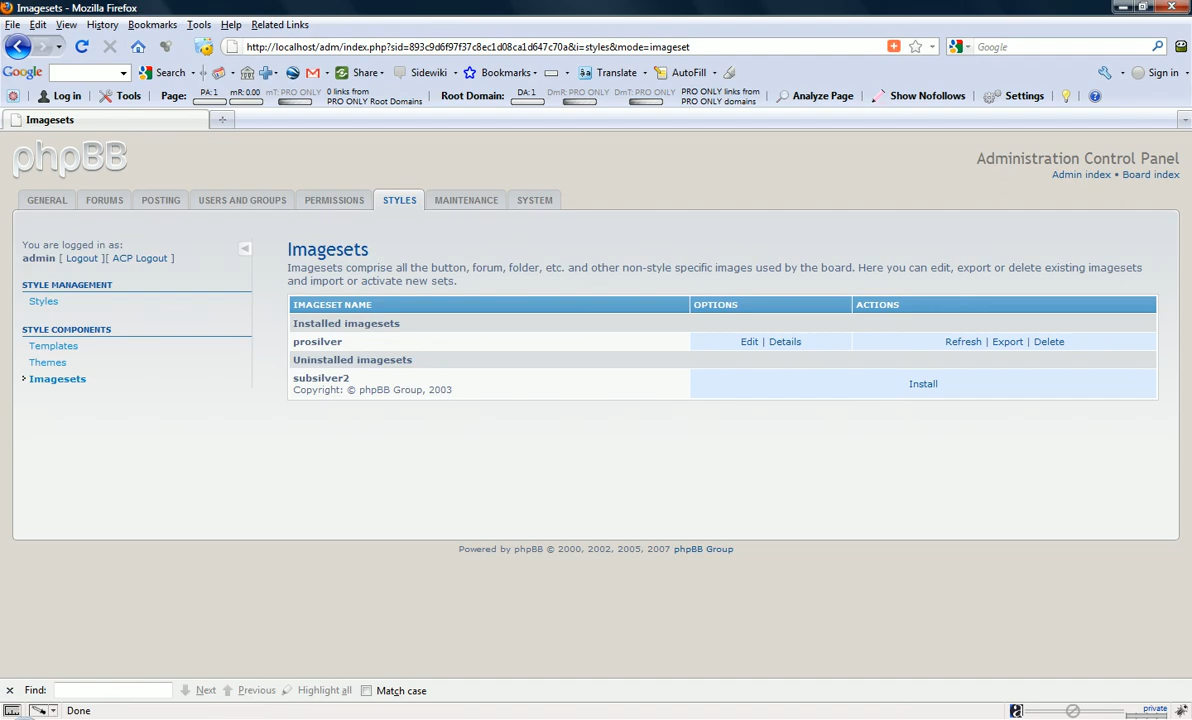 Imagesets - Mozilla Firefox
File Edit View History Bookmarks Tools Help Related Links
http://localhost/adm/index.php?sid=893c9d6f97f37c8ec1d08ca1d647c70a&i=styles&mode=imageset
Google
Google Search Share Sidewiki Bookmarks Translate AutoFill Sign in
Log in Tools Page: PA: 1 mR: 0.00 mT: PRO ONLY 0 links from PRO ONLY Root Domains Root Domain: DA: 1 DmR: PRO ONLY DmT: PRO ONLY PRO ONLY links from PRO ONLY domains Analyze Page Show Nofollows Settings
Imagesets
phpBB
Administration Control Panel
Admin index • Board index
GENERAL FORUMS POSTING USERS AND GROUPS PERMISSIONS STYLES MAINTENANCE SYSTEM
You are logged in as:
admin [ Logout ][ ACP Logout ]
STYLE MANAGEMENT
Styles
STYLE COMPONENTS
Templates
Themes
Imagesets
Imagesets
Imagesets comprise all the button, forum, folder, etc. and other non-style specific images used by the board. Here you can edit, export or delete existing imagesets
and import or activate new sets.
IMAGESET NAME OPTIONS ACTIONS
Installed imagesets
prosilver Edit | Details Refresh | Export | Delete
Uninstalled imagesets
subsilver2
Copyright: © phpBB Group, 2003
Install
Powered by phpBB © 2000, 2002, 2005, 2007 phpBB Group
Find: Next Previous Highlight all Match case
Done
private